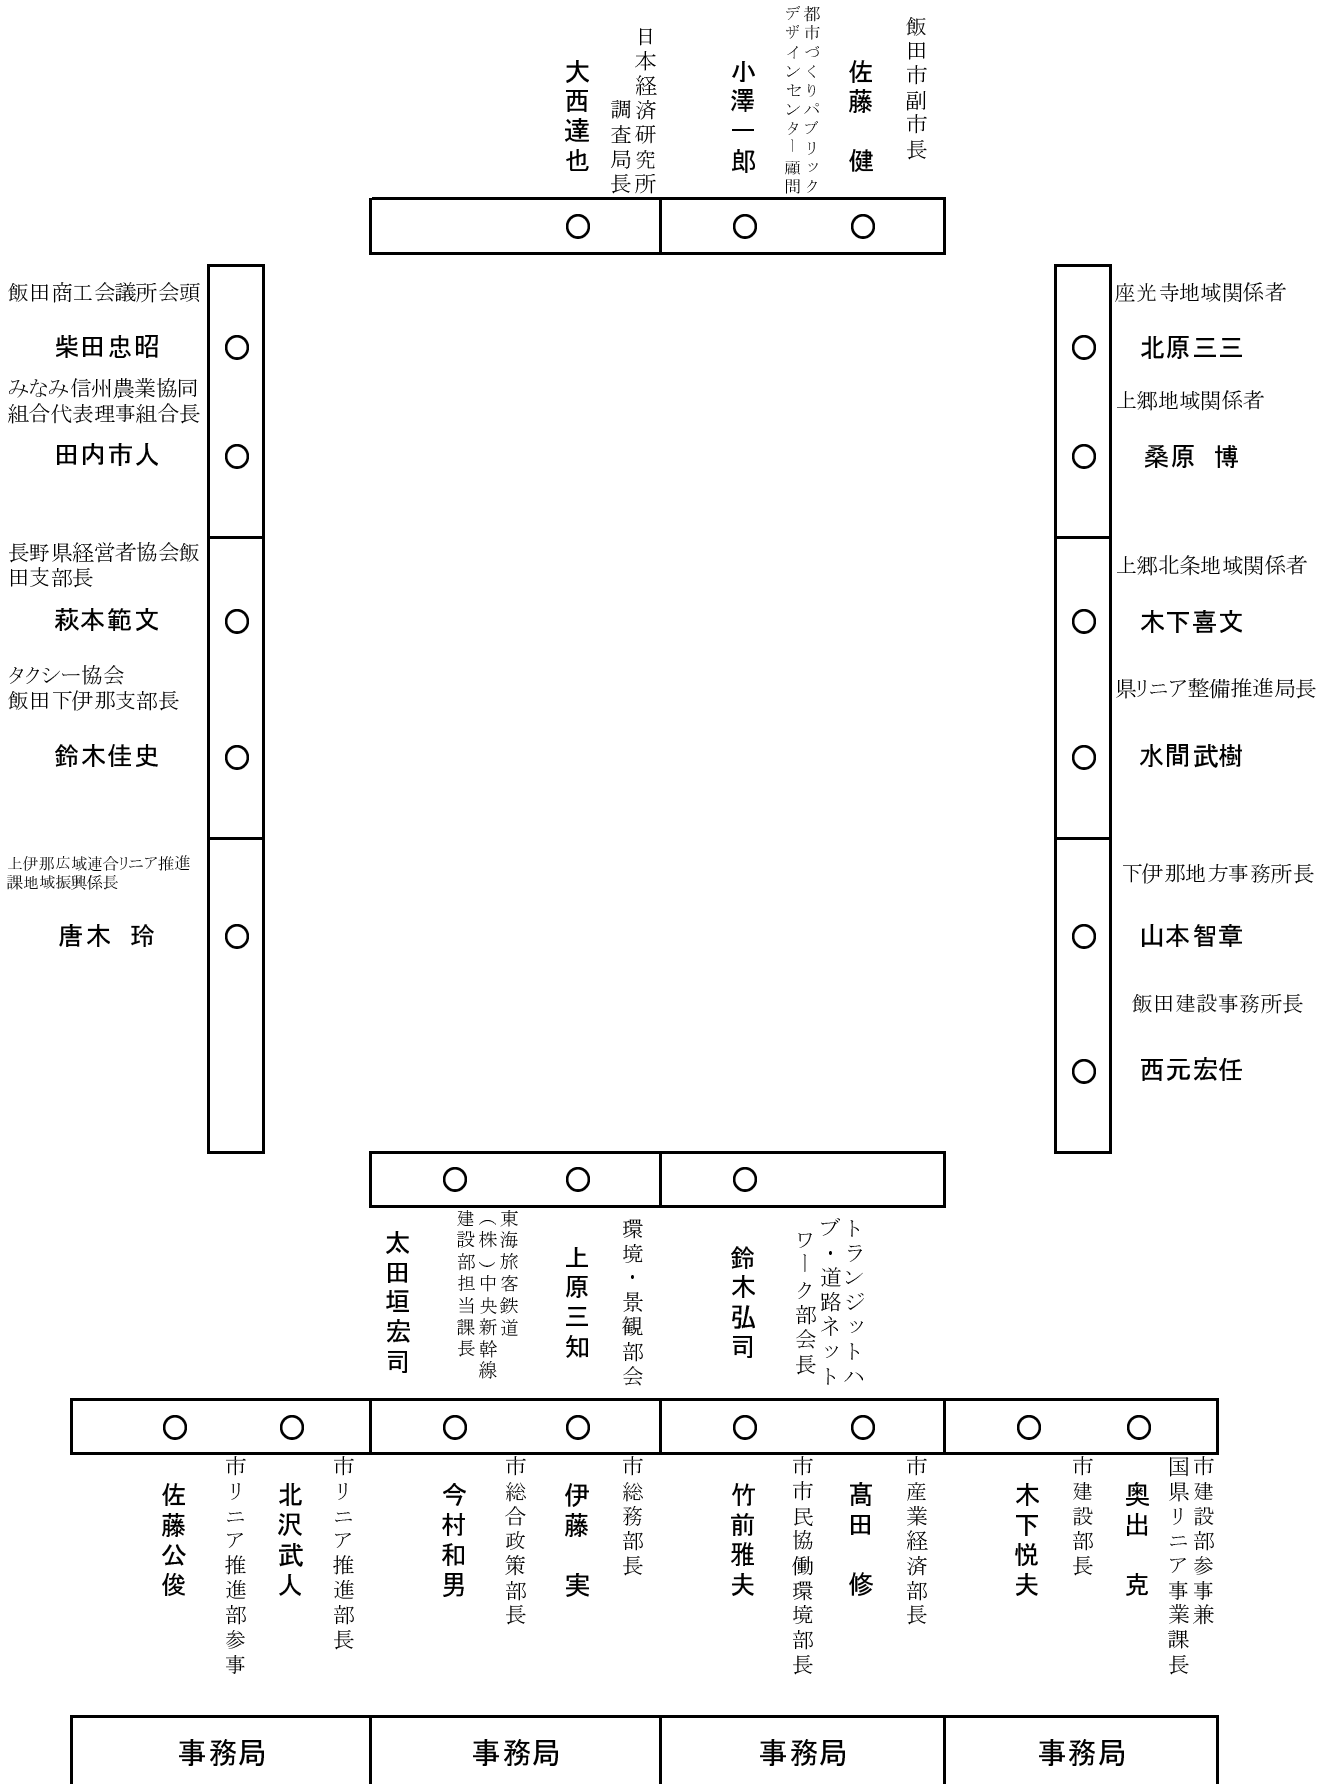 飯田市副市長
佐藤　健
都市づくりパブリック
デザインセンター顧問
小澤一郎
日本経済研究所
調査局長
大西達也
飯田商工会議所会頭
柴田忠昭
みなみ信州農業協同
組合代表理事組合長
田内市人
長野県経営者協会飯
田支部長
萩本範文
タクシー協会
飯田下伊那支部長
鈴木佳史
上伊那広域連合リニア推進
課地域振興係長
唐木　玲
座光寺地域関係者
北原三三
上郷地域関係者
桑原　博
上郷北条地域関係者
木下喜文
県リニア整備推進局長
水間武樹
下伊那地方事務所長
山本智章
飯田建設事務所長
西元宏任
トランジットハ
ブ・道路ネット
ワーク部会長
鈴木弘司
環境・景観部会
上原三知
東海旅客鉄道
（株）中央新幹線
建設部担当課長
太田垣宏司
市建設部参事兼
国県リニア事業課長
奥出　克
市建設部長
木下悦夫
市産業経済部長
髙田　修
市市民協働環境部長
竹前雅夫
市総務部長
伊藤　実
市総合政策部長
今村和男
市リニア推進部長
北沢武人
市リニア推進部参事
佐藤公俊
事務局
事務局
事務局
事務局